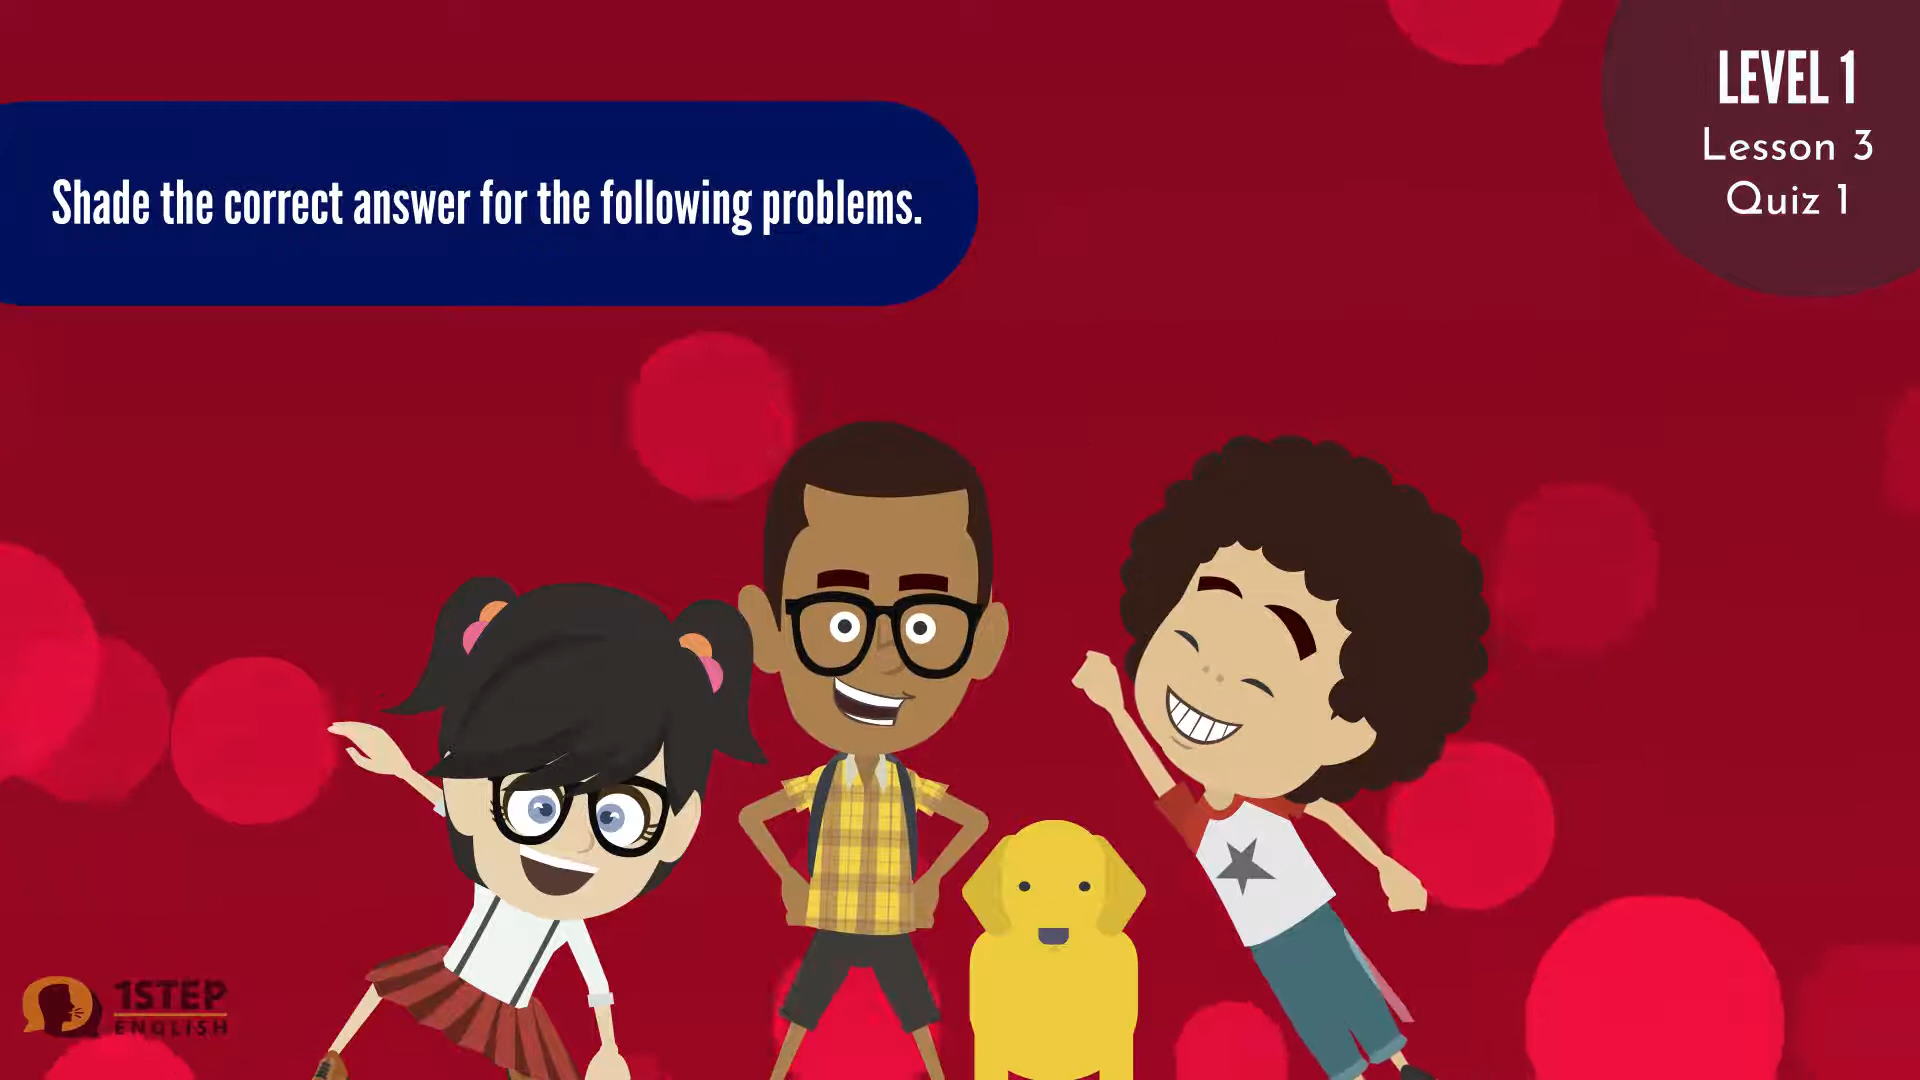 Shade the correct answer for the following problems.
LEVEL 1
Lesson 3
Quiz 1
1STEP
ENGLISH